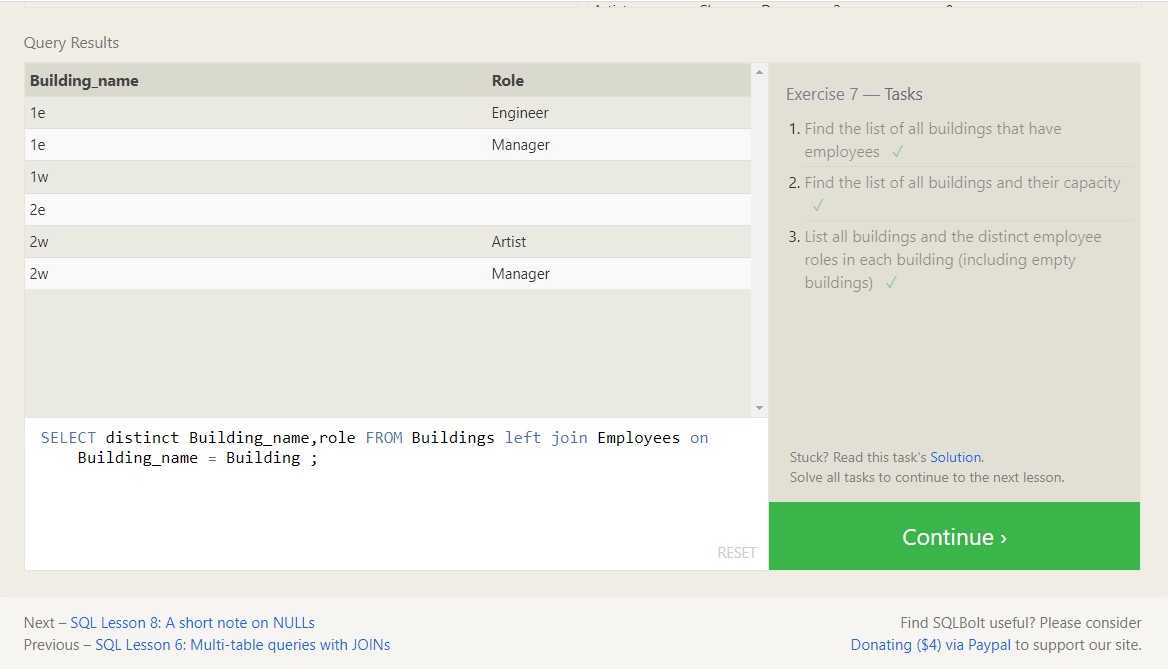 Query Results
Building_name Role
1e Engineer
1e Manager
1w
2e
2w Artist
2w Manager
SELECT distinct Building_name,role FROM Buildings left join Employees on
Building_name = Building ;
RESET
Exercise 7 — Tasks
1. Find the list of all buildings that have
employees ✓
2. Find the list of all buildings and their capacity
✓
3. List all buildings and the distinct employee
roles in each building (including empty
buildings) ✓
Stuck? Read this task's Solution.
Solve all tasks to continue to the next lesson.
Continue ›
Next – SQL Lesson 8: A short note on NULLs
Previous – SQL Lesson 6: Multi-table queries with JOINs
Find SQLBolt useful? Please consider
Donating ($4) via Paypal to support our site.